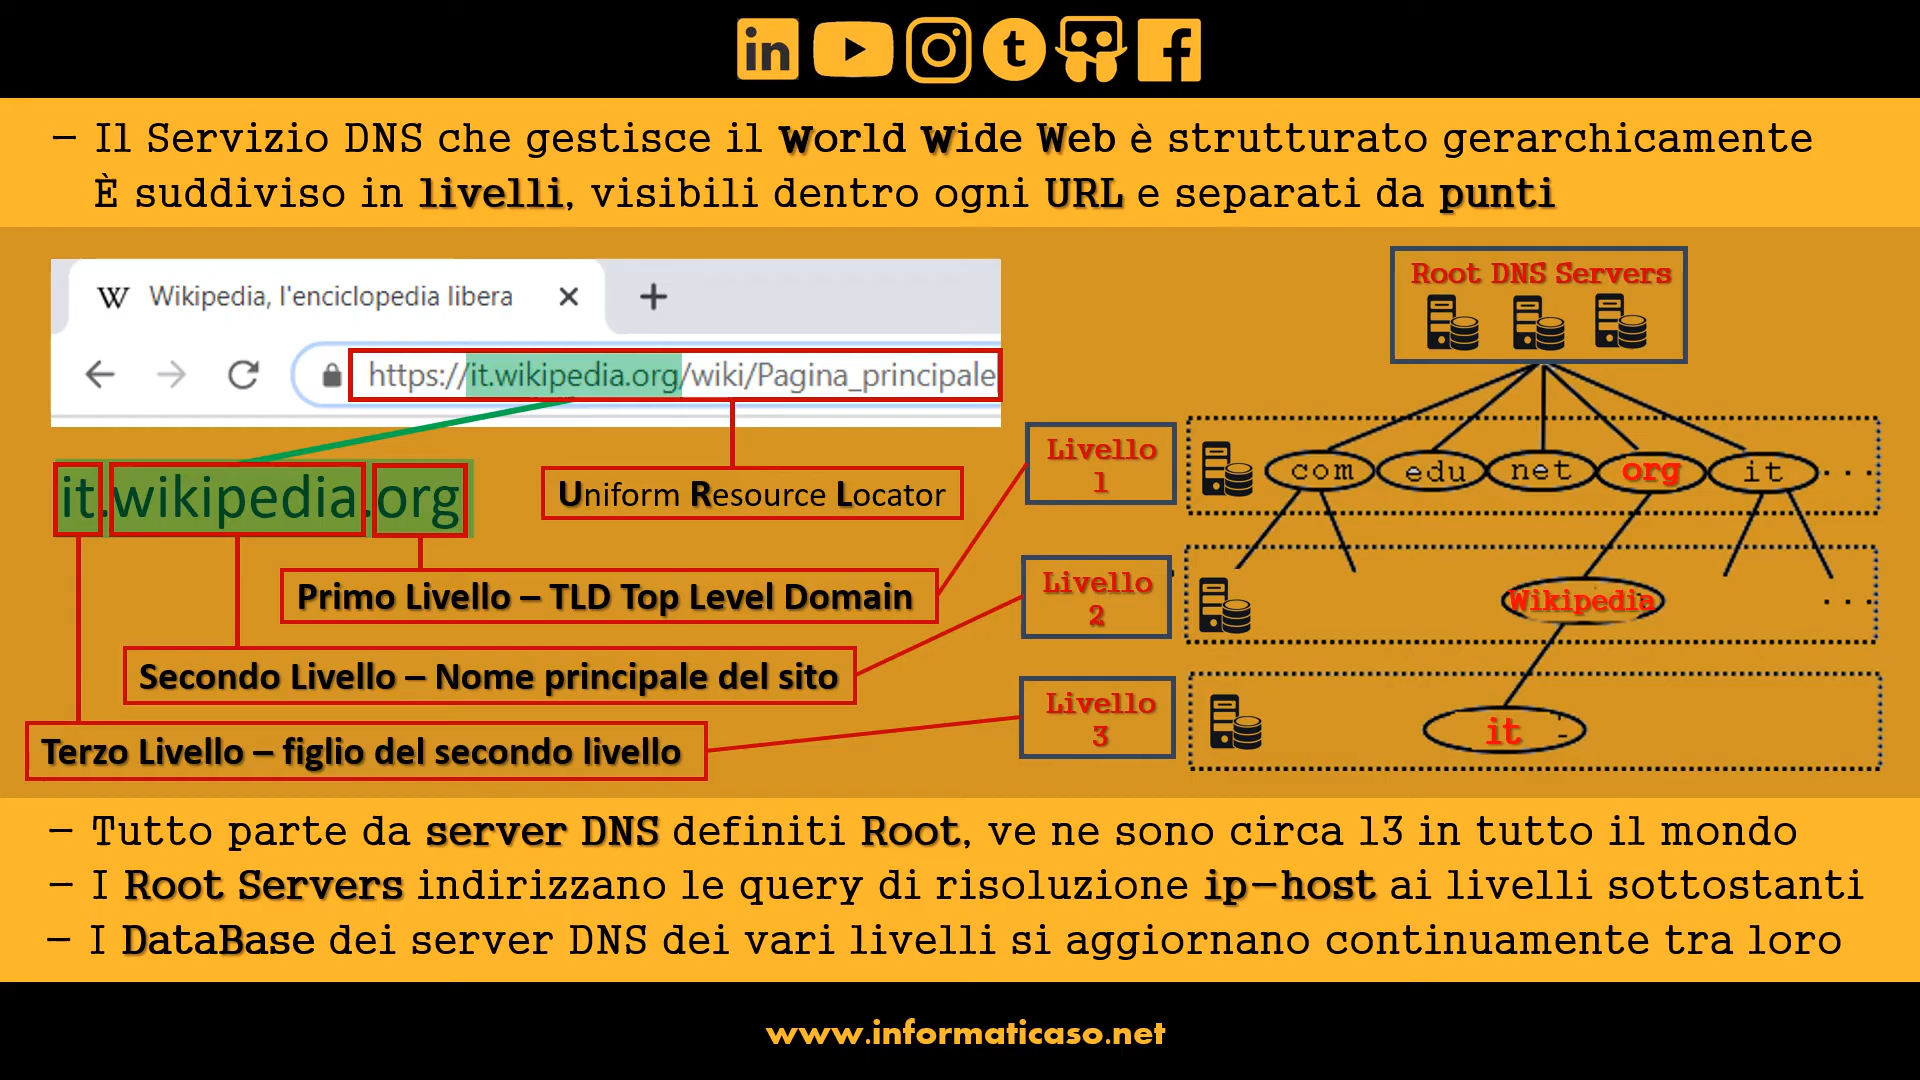 in
t
f
– Il Servizio DNS che gestisce il World Wide Web è strutturato gerarchicamente
È suddiviso in livelli, visibili dentro ogni URL e separati da punti
W Wikipedia, l'enciclopedia libera
https://it.wikipedia.org/wiki/Pagina_principale
it.wikipedia.org
Uniform Resource Locator
Primo Livello – TLD Top Level Domain
Secondo Livello – Nome principale del sito
Terzo Livello – figlio del secondo livello
Root DNS Servers
Livello
1
com edu net org it ...
Livello
2
Wikipedia ...
Livello
3
it
– Tutto parte da server DNS definiti Root, ve ne sono circa 13 in tutto il mondo
– I Root Servers indirizzano le query di risoluzione ip-host ai livelli sottostanti
– I DataBase dei server DNS dei vari livelli si aggiornano continuamente tra loro
www.informaticaso.net